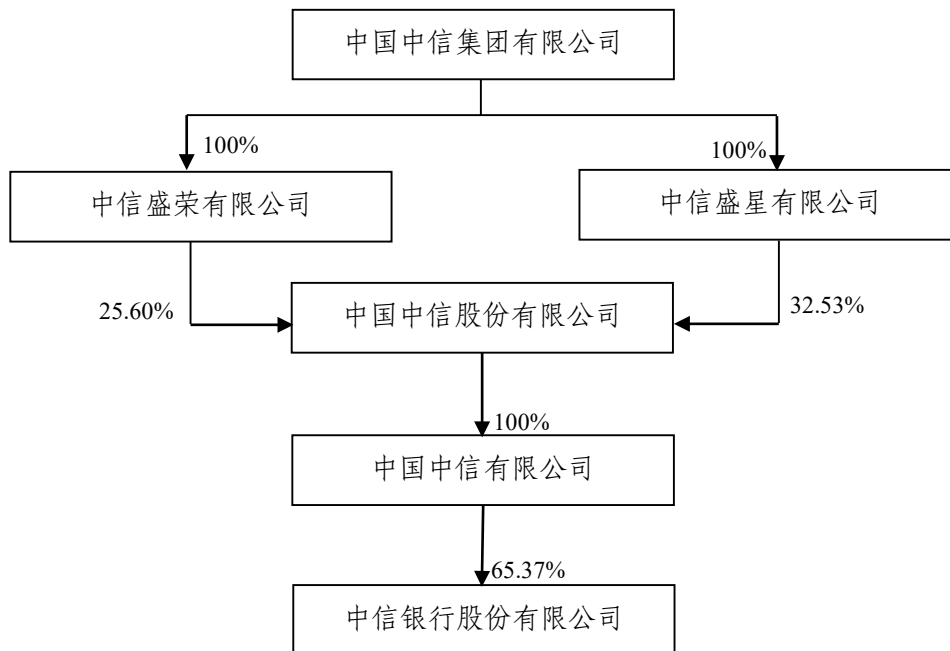 中国中信集团有限公司
100%
100%
中信盛荣有限公司
中信盛星有限公司
25.60%
中国中信股份有限公司
32.53%
100%
中国中信有限公司
65.37%
中信银行股份有限公司